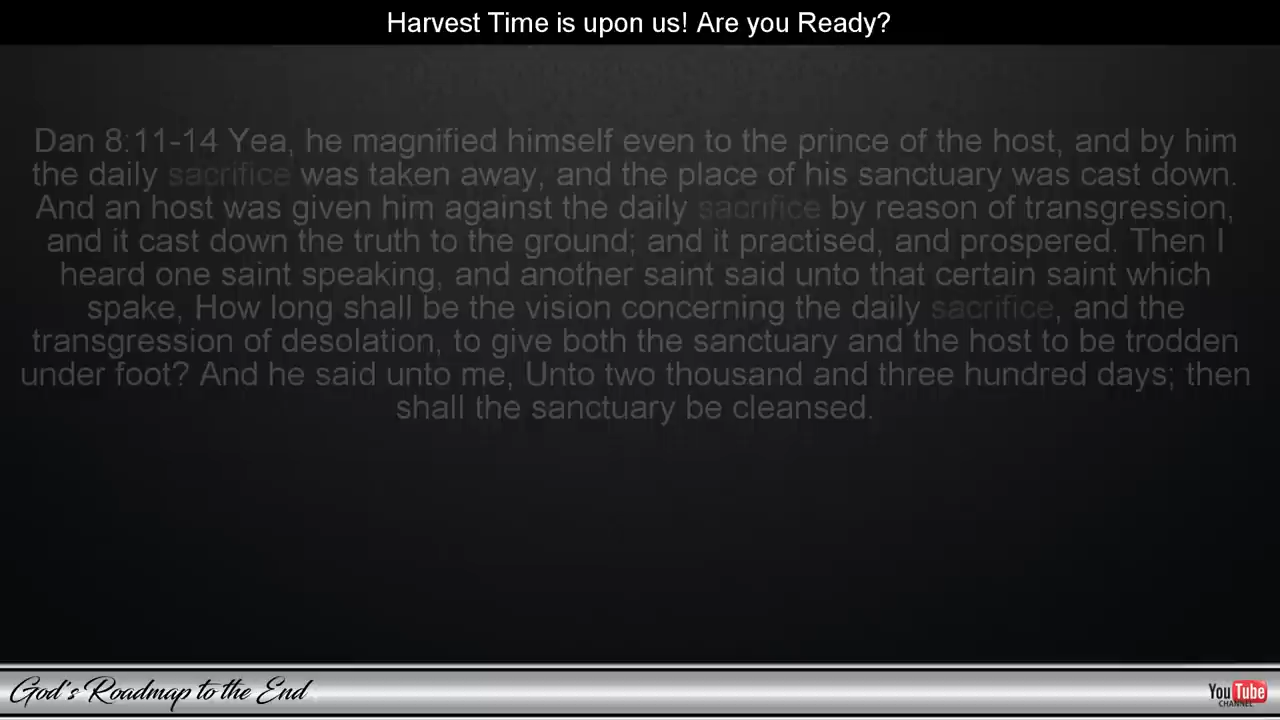 Harvest Time is upon us! Are you Ready?
Dan 8:11-14 Yea, he magnified himself even to the prince of the host, and by him
the daily sacrifice was taken away, and the place of his sanctuary was cast down.
And an host was given him against the daily sacrifice by reason of transgression,
and it cast down the truth to the ground; and it practised, and prospered. Then I
heard one saint speaking, and another saint said unto that certain saint which
spake, How long shall be the vision concerning the daily sacrifice, and the
transgression of desolation, to give both the sanctuary and the host to be trodden
under foot? And he said unto me, Unto two thousand and three hundred days; then
shall the sanctuary be cleansed.
God's Roadmap to the End
YouTube
CHANNEL